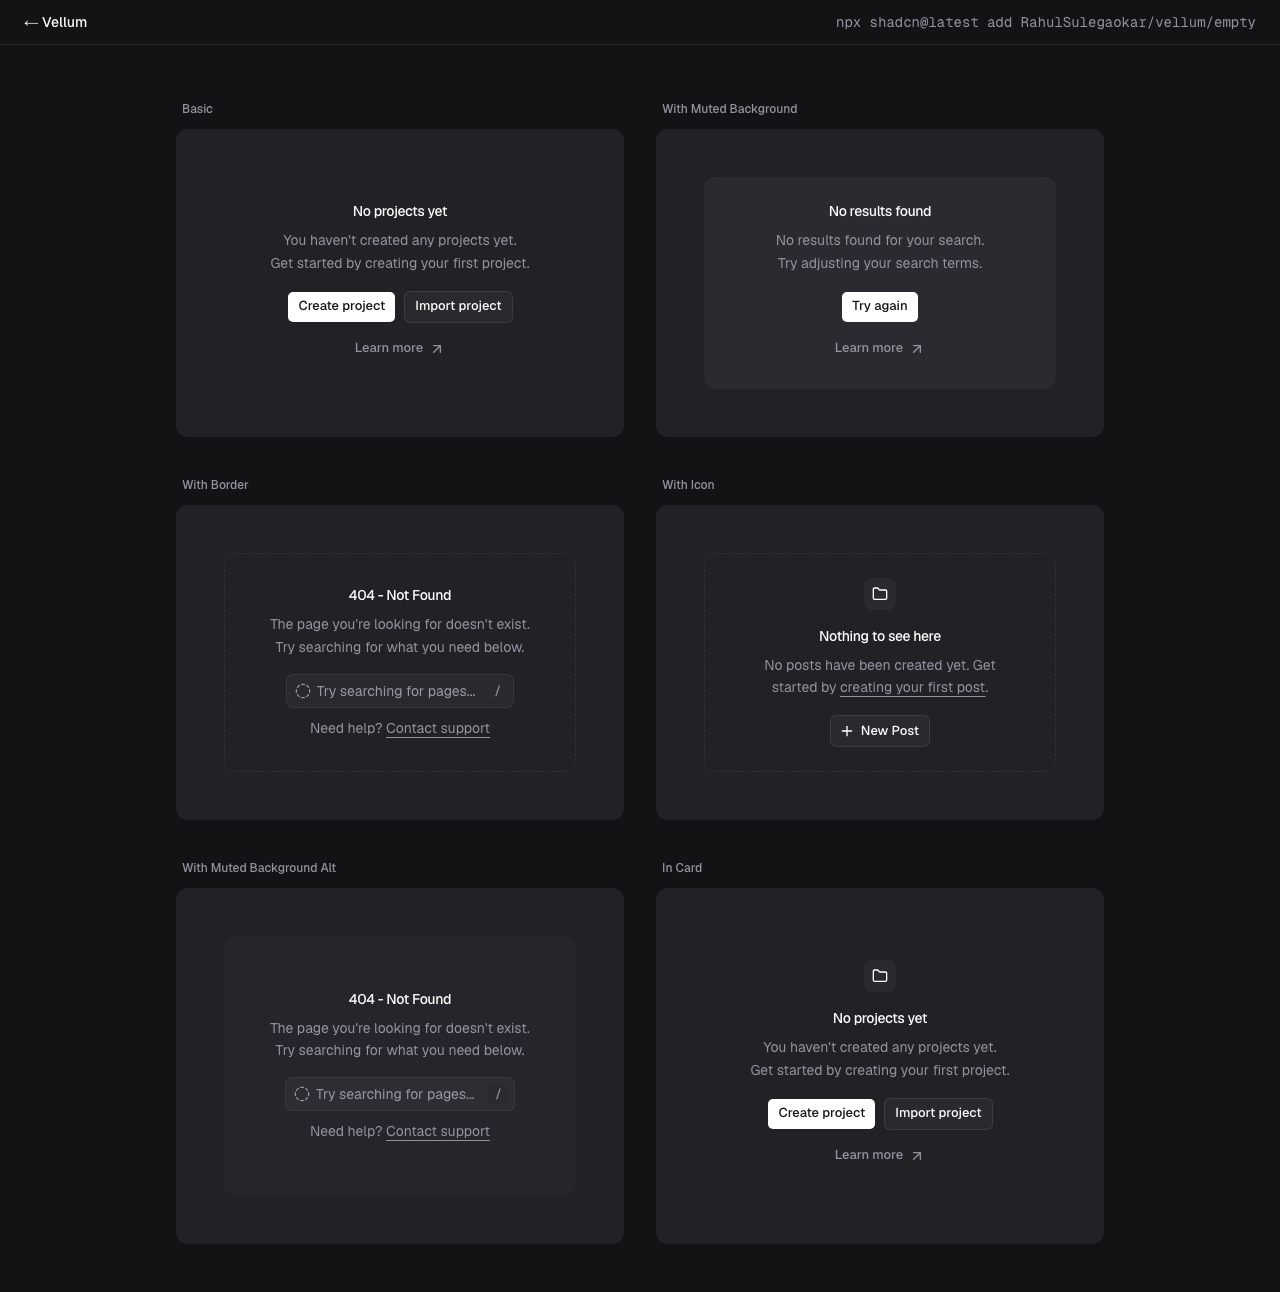 ← Vellum
npx shadcn@latest add RahulSulegaokar/vellum/empty
Basic
No projects yet
You haven't created any projects yet.
Get started by creating your first project.
Create project
Import project
Learn more
With Muted Background
No results found
No results found for your search.
Try adjusting your search terms.
Try again
Learn more
With Border
404 - Not Found
The page you're looking for doesn't exist.
Try searching for what you need below.
Try searching for pages... /
Need help? Contact support
With Icon
Nothing to see here
No posts have been created yet. Get
started by creating your first post.
New Post
With Muted Background Alt
404 - Not Found
The page you're looking for doesn't exist.
Try searching for what you need below.
Try searching for pages... /
Need help? Contact support
In Card
No projects yet
You haven't created any projects yet.
Get started by creating your first project.
Create project
Import project
Learn more